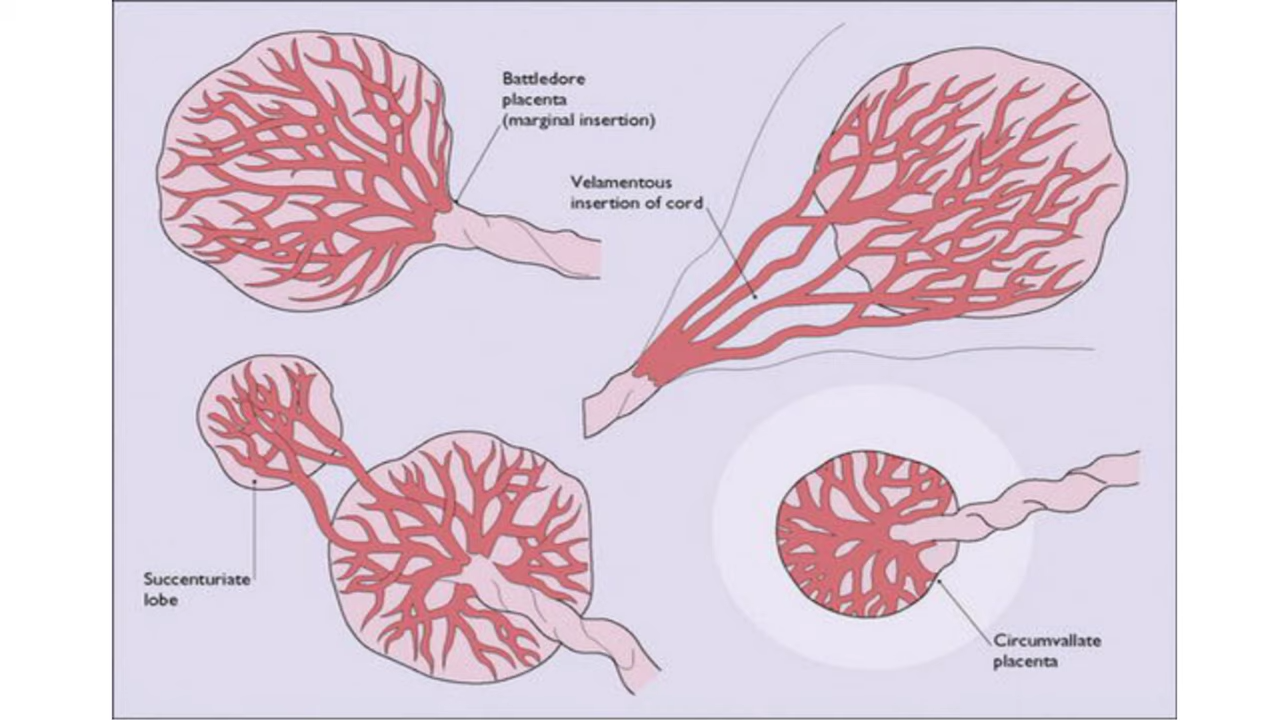 Battledore
placenta
(marginal insertion)
Velamentous
insertion of cord
Succenturiate
lobe
Circumvallate
placenta